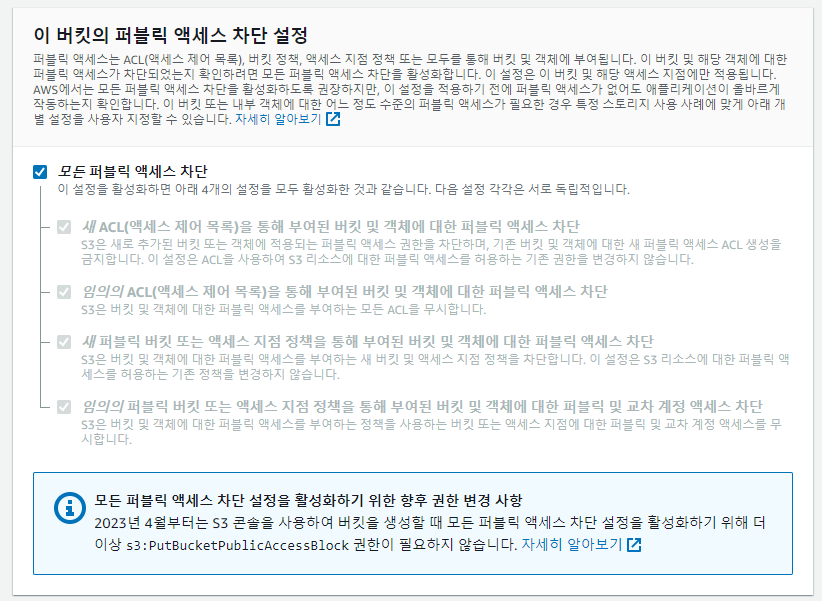 이 버킷의 퍼블릭 액세스 차단 설정
퍼블릭 액세스는 ACL(액세스 제어 목록), 버킷 정책, 액세스 지점 정책 또는 모두를 통해 버킷 및 객체에 부여됩니다. 이 버킷 및 해당 객체에 대한
퍼블릭 액세스가 차단되었는지 확인하려면 모든 퍼블릭 액세스 차단을 활성화합니다. 이 설정은 이 버킷 및 해당 액세스 지점에만 적용됩니다.
AWS에서는 모든 퍼블릭 액세스 차단을 활성화하도록 권장하지만, 이 설정을 적용하기 전에 퍼블릭 액세스가 없어도 애플리케이션이 올바르게
작동하는지 확인합니다. 이 버킷 또는 내부 객체에 대한 어느 정도 수준의 퍼블릭 액세스가 필요한 경우 특정 스토리지 사용 사례에 맞게 아래 개
별 설정을 사용자 지정할 수 있습니다. 자세히 알아보기
모든 퍼블릭 액세스 차단
이 설정을 활성화하면 아래 4개의 설정을 모두 활성화한 것과 같습니다. 다음 설정 각각은 서로 독립적입니다.
새 ACL(액세스 제어 목록)을 통해 부여된 버킷 및 객체에 대한 퍼블릭 액세스 차단
S3은 새로 추가된 버킷 또는 객체에 적용되는 퍼블릭 액세스 권한을 차단하며, 기존 버킷 및 객체에 대한 새 퍼블릭 액세스 ACL 생성을
금지합니다. 이 설정은 ACL을 사용하여 S3 리소스에 대한 퍼블릭 액세스를 허용하는 기존 권한을 변경하지 않습니다.
임의의 ACL(액세스 제어 목록)을 통해 부여된 버킷 및 객체에 대한 퍼블릭 액세스 차단
S3은 버킷 및 객체에 대한 퍼블릭 액세스를 부여하는 모든 ACL을 무시합니다.
새 퍼블릭 버킷 또는 액세스 지점 정책을 통해 부여된 버킷 및 객체에 대한 퍼블릭 액세스 차단
S3은 버킷 및 객체에 대한 퍼블릭 액세스를 부여하는 새 버킷 및 액세스 지점 정책을 차단합니다. 이 설정은 S3 리소스에 대한 퍼블릭 액
세스를 허용하는 기존 정책을 변경하지 않습니다.
임의의 퍼블릭 버킷 또는 액세스 지점 정책을 통해 부여된 버킷 및 객체에 대한 퍼블릭 및 교차 계정 액세스 차단
S3은 버킷 및 객체에 대한 퍼블릭 액세스를 부여하는 정책을 사용하는 버킷 또는 액세스 지점에 대한 퍼블릭 및 교차 계정 액세스를 무
시합니다.
모든 퍼블릭 액세스 차단 설정을 활성화하기 위한 향후 권한 변경 사항
2023년 4월부터는 S3 콘솔을 사용하여 버킷을 생성할 때 모든 퍼블릭 액세스 차단 설정을 활성화하기 위해 더
이상 s3:PutBucketPublicAccessBlock 권한이 필요하지 않습니다. 자세히 알아보기